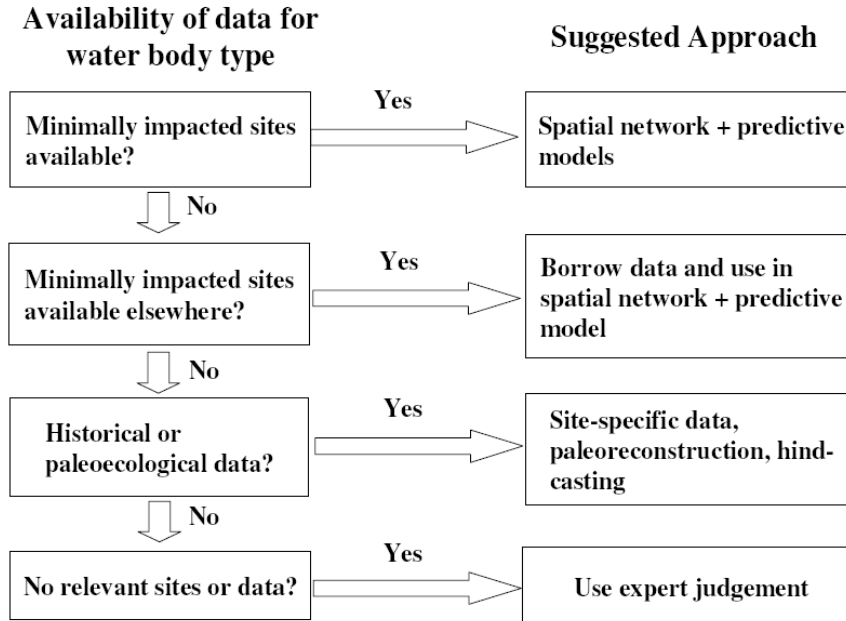 Availability of data for
water body type
Suggested Approach
Minimally impacted sites
available?
Yes
Spatial network + predictive
models
No
Minimally impacted sites
available elsewhere?
Yes
Borrow data and use in
spatial network + predictive
model
No
Historical or
paleoecological data?
Yes
Site-specific data,
paleoreconstruction, hind-
casting
No
No relevant sites or data?
Yes
Use expert judgement